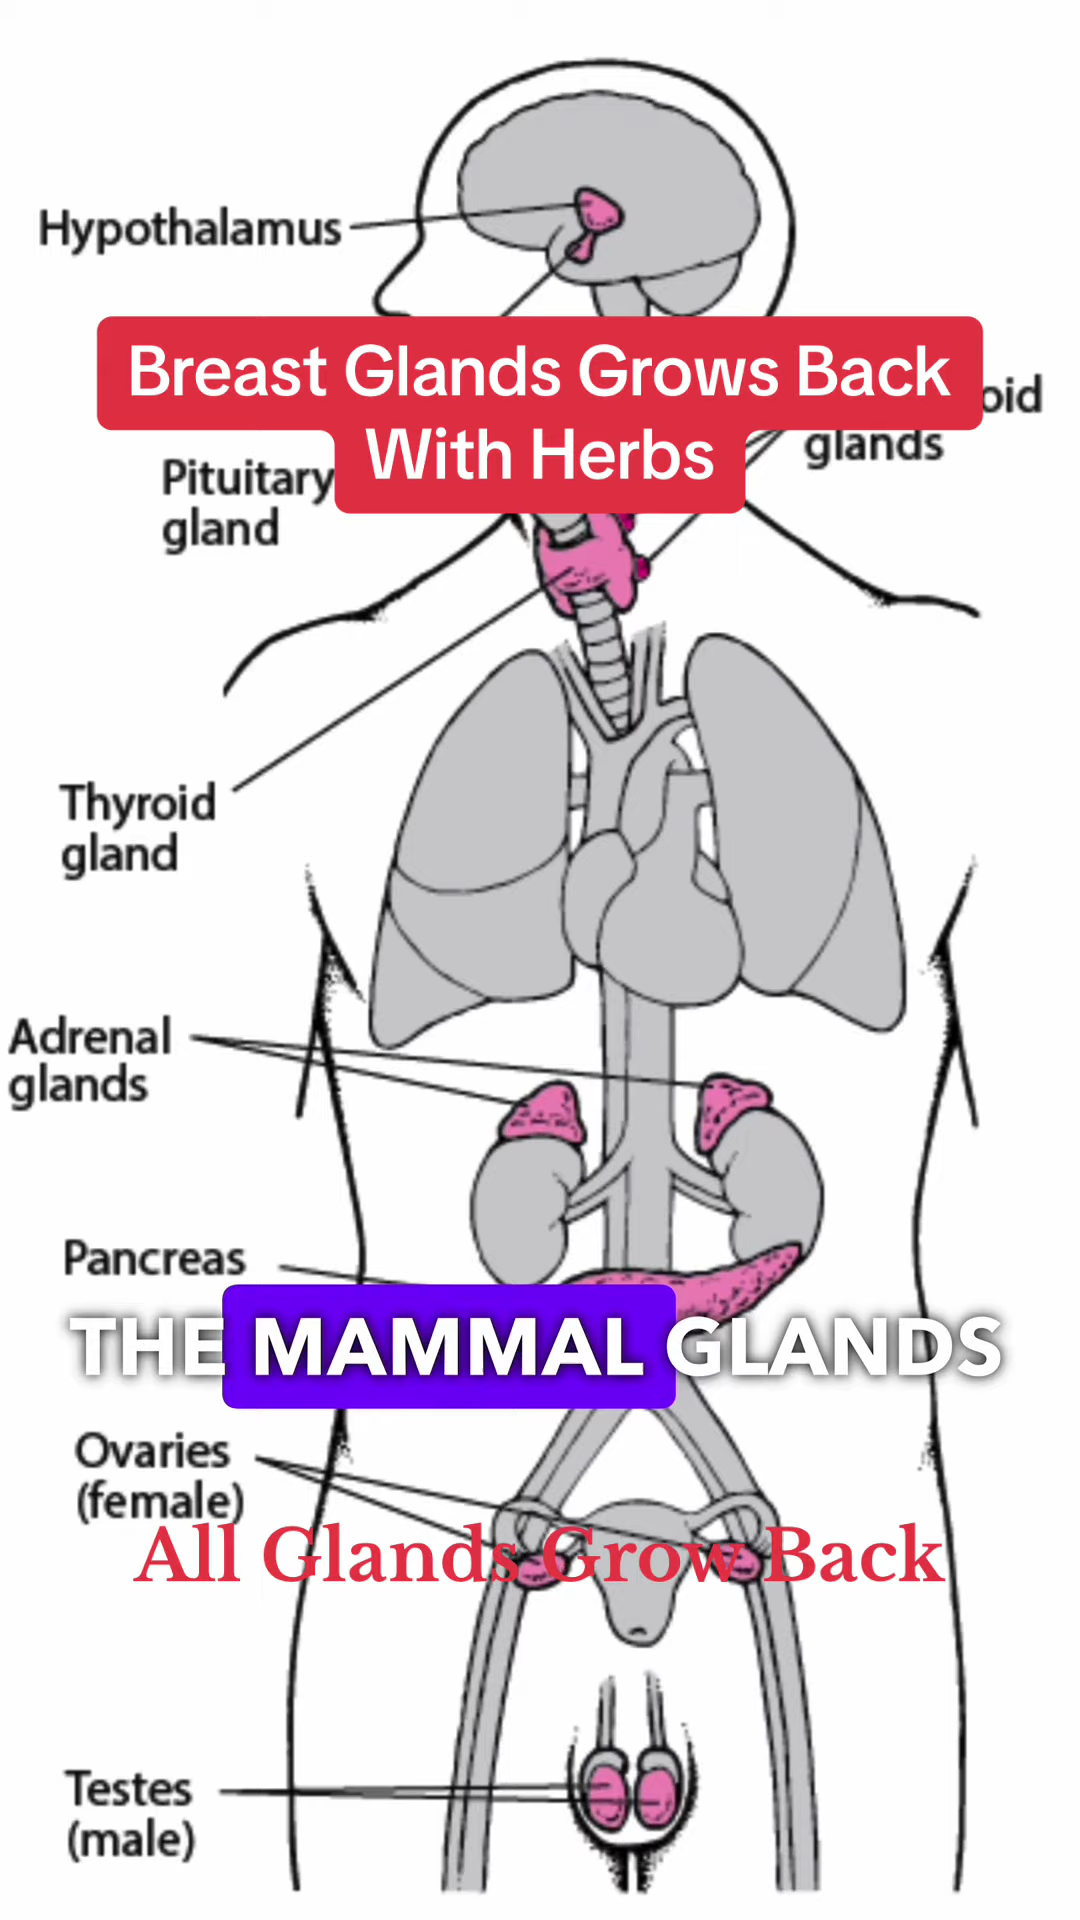 Hypothalamus
Breast Glands Grows Back
With Herbs
oid
glands
Pituitary
gland
Thyroid
gland
Adrenal
glands
Pancreas
THE MAMMAL GLANDS
Ovaries
(female)
All Glands Grow Back
Testes
(male)